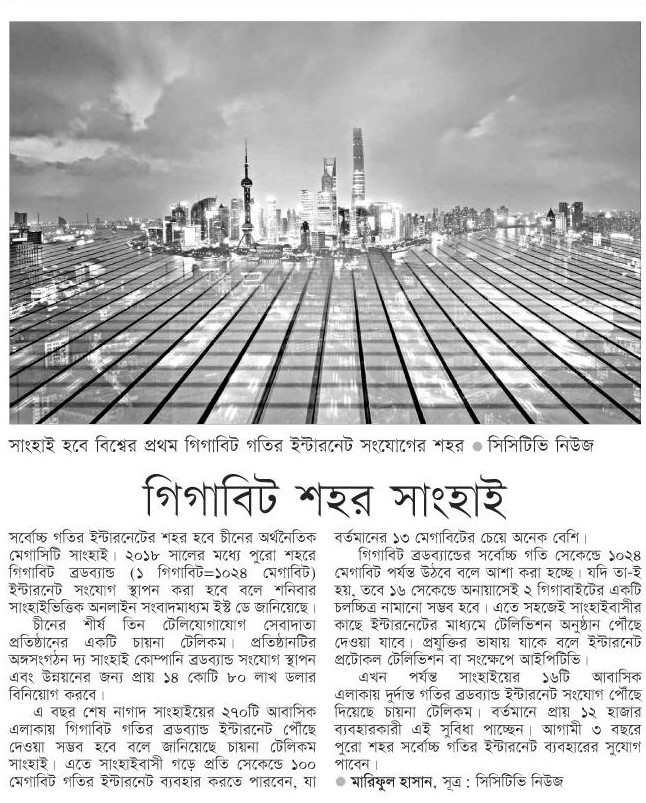 সাংহাই হবে বিশ্বের প্রথম গিগাবিট গতির ইন্টারনেট সংযোগের শহর ● সিসিটিভি নিউজ
গিগাবিট শহর সাংহাই
সর্বোচ্চ গতির ইন্টারনেটের শহর হবে চীনের অর্থনৈতিক
মেগাসিটি সাংহাই। ২০১৮ সালের মধ্যে পুরো শহরে
গিগাবিট ব্রডব্যান্ড (১ গিগাবিট=১০২৪ মেগাবিট)
ইন্টারনেট সংযোগ স্থাপন করা হবে বলে শনিবার
সাংহাইভিত্তিক অনলাইন সংবাদমাধ্যম ইস্ট ডে জানিয়েছে।
চীনের শীর্ষ তিন টেলিযোগাযোগ সেবাদাতা
প্রতিষ্ঠানের একটি চায়না টেলিকম। প্রতিষ্ঠানটির
অঙ্গসংগঠন দ্য সাংহাই কোম্পানি ব্রডব্যান্ড সংযোগ স্থাপন
এবং উন্নয়নের জন্য প্রায় ১৪ কোটি ৮০ লাখ ডলার
বিনিয়োগ করবে।
এ বছর শেষ নাগাদ সাংহাইয়ের ২৭০টি আবাসিক
এলাকায় গিগাবিট গতির ব্রডব্যান্ড ইন্টারনেট পৌঁছে
দেওয়া সম্ভব হবে বলে জানিয়েছে চায়না টেলিকম
সাংহাই। এতে সাংহাইবাসী গড়ে প্রতি সেকেন্ডে ১০০
মেগাবিট গতির ইন্টারনেট ব্যবহার করতে পারবেন, যা
বর্তমানের ১৩ মেগাবিটের চেয়ে অনেক বেশি।
গিগাবিট ব্রডব্যান্ডের সর্বোচ্চ গতি সেকেন্ডে ১০২৪
মেগাবিট পর্যন্ত উঠবে বলে আশা করা হচ্ছে। যদি তা-ই
হয়, তবে ১৬ সেকেন্ডে অনায়াসেই ২ গিগাবাইটের একটি
চলচ্চিত্র নামানো সম্ভব হবে। এতে সহজেই সাংহাইবাসীর
কাছে ইন্টারনেটের মাধ্যমে টেলিভিশন অনুষ্ঠান পৌঁছে
দেওয়া যাবে। প্রযুক্তির ভাষায় যাকে বলে ইন্টারনেট
প্রটোকল টেলিভিশন বা সংক্ষেপে আইপিটিভি।
এখন পর্যন্ত সাংহাইয়ের ১৬টি আবাসিক
এলাকায় দুর্দান্ত গতির ব্রডব্যান্ড ইন্টারনেট সংযোগ পৌঁছে
দিয়েছে চায়না টেলিকম। বর্তমানে প্রায় ১২ হাজার
ব্যবহারকারী এই সুবিধা পাচ্ছেন। আগামী ৩ বছরে
পুরো শহর সর্বোচ্চ গতির ইন্টারনেট ব্যবহারের সুযোগ
পাবেন।
● মারিফুল হাসান, সূত্র : সিসিটিভি নিউজ